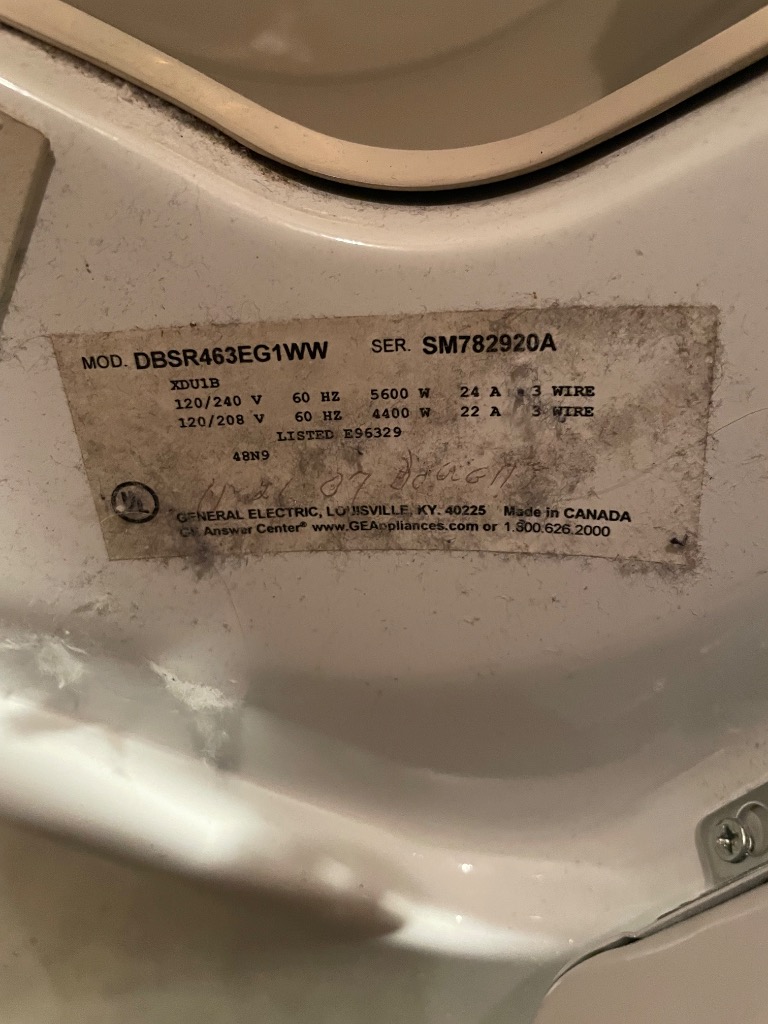 MOD. DBSR463EG1WW SER. SM782920A
XDU1B
120/240 V 60 HZ 5600 W 24 A 3 WIRE
120/208 V 60 HZ 4400 W 22 A 3 WIRE
LISTED E96329
48N9
UL
GENERAL ELECTRIC, LOUISVILLE, KY. 40225 Made in CANADA
GE Answer Center® www.GEAppliances.com or 1.800.626.2000